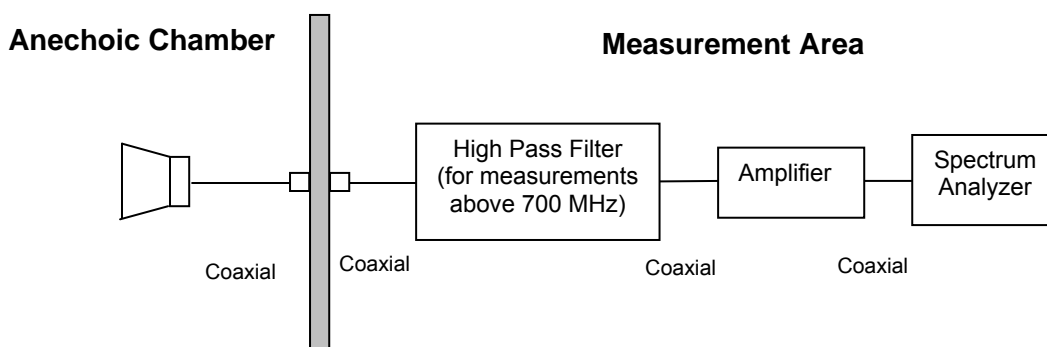 Anechoic Chamber
Measurement Area
High Pass Filter
(for measurements
above 700 MHz)
Amplifier
Spectrum
Analyzer
Coaxial
Coaxial
Coaxial
Coaxial